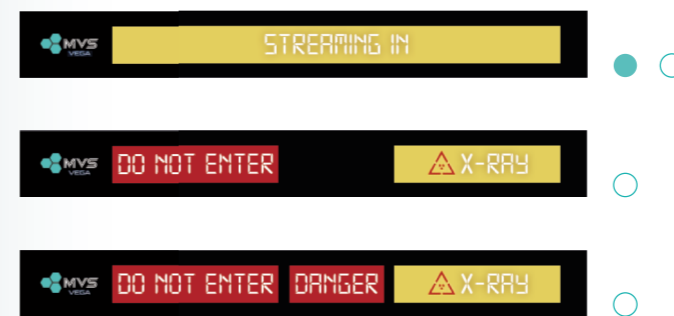 MVS VEGA STREAMING IN
MVS VEGA DO NOT ENTER X-RAY
MVS VEGA DO NOT ENTER DANGER X-RAY